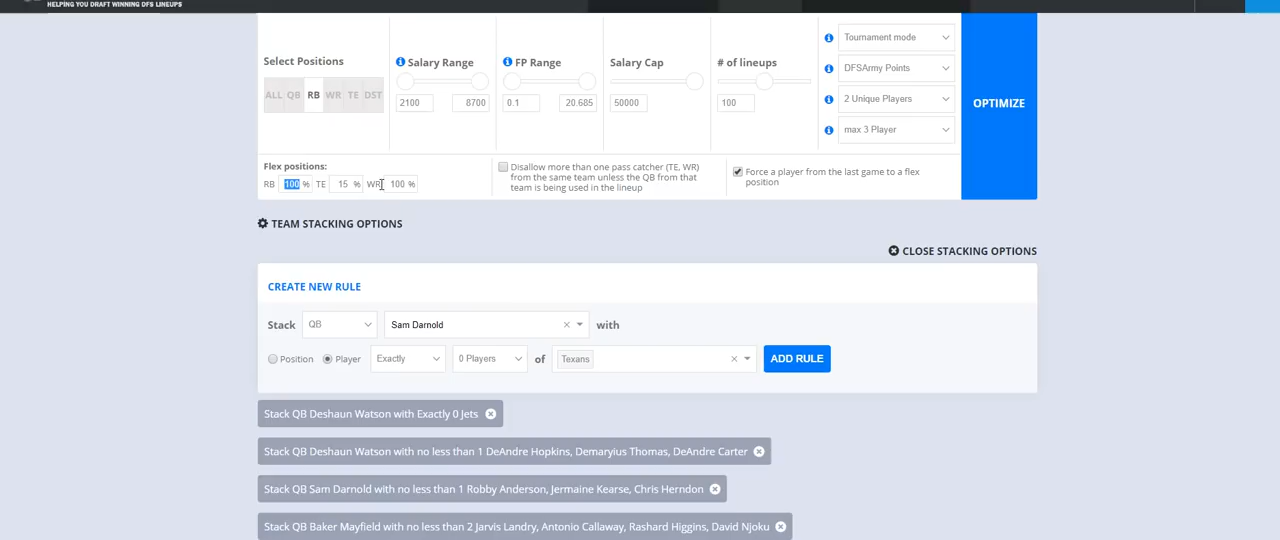 HELPING YOU DRAFT WINNING DFS LINEUPS
Select Positions
ALL QB RB WR TE DST
Salary Range
2100 8700
FP Range
0.1 20.685
Salary Cap
50000
# of lineups
100
Tournament mode
DFSArmy Points
2 Unique Players
max 3 Player
OPTIMIZE
Flex positions:
RB 100 % TE 15 % WR 100 %
Disallow more than one pass catcher (TE, WR)
from the same team unless the QB from that
team is being used in the lineup
Force a player from the last game to a flex
position
TEAM STACKING OPTIONS
CLOSE STACKING OPTIONS
CREATE NEW RULE
Stack QB Sam Darnold × with
Position Player Exactly 0 Players of Texans × ADD RULE
Stack QB Deshaun Watson with Exactly 0 Jets
Stack QB Deshaun Watson with no less than 1 DeAndre Hopkins, Demaryius Thomas, DeAndre Carter
Stack QB Sam Darnold with no less than 1 Robby Anderson, Jermaine Kearse, Chris Herndon
Stack QB Baker Mayfield with no less than 2 Jarvis Landry, Antonio Callaway, Rashard Higgins, David Njoku